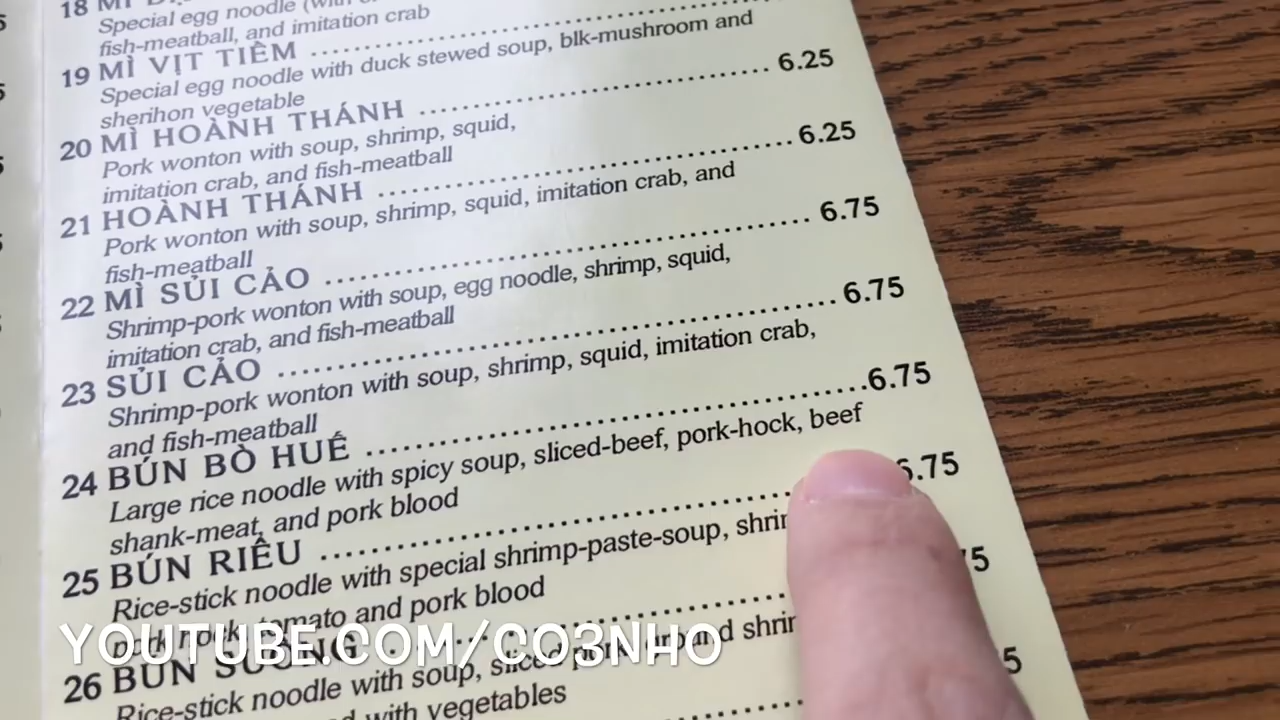 18 MÌ
Special egg noodle (with
fish-meatball, and imitation crab
19 MÌ VỊT TIỀM
Special egg noodle with duck stewed soup, blk-mushroom and
sherihon vegetable
20 MÌ HOÀNH THÁNH 6.25
Pork wonton with soup, shrimp, squid,
imitation crab, and fish-meatball
21 HOÀNH THÁNH 6.25
Pork wonton with soup, shrimp, squid, imitation crab, and
fish-meatball
22 MÌ SỦI CẢO 6.75
Shrimp-pork wonton with soup, egg noodle, shrimp, squid,
imitation crab, and fish-meatball
23 SỦI CẢO 6.75
Shrimp-pork wonton with soup, shrimp, squid, imitation crab,
and fish-meatball
24 BÚN BÒ HUẾ 6.75
Large rice noodle with spicy soup, sliced-beef, pork-hock, beef
shank-meat, and pork blood
25 BÚN RIÊU 6.75
Rice-stick noodle with special shrimp-paste-soup,
tomato and pork blood
26 BÚN
Rice-stick noodle with soup,
with vegetables
YOUTUBE.COM/CO3NHO